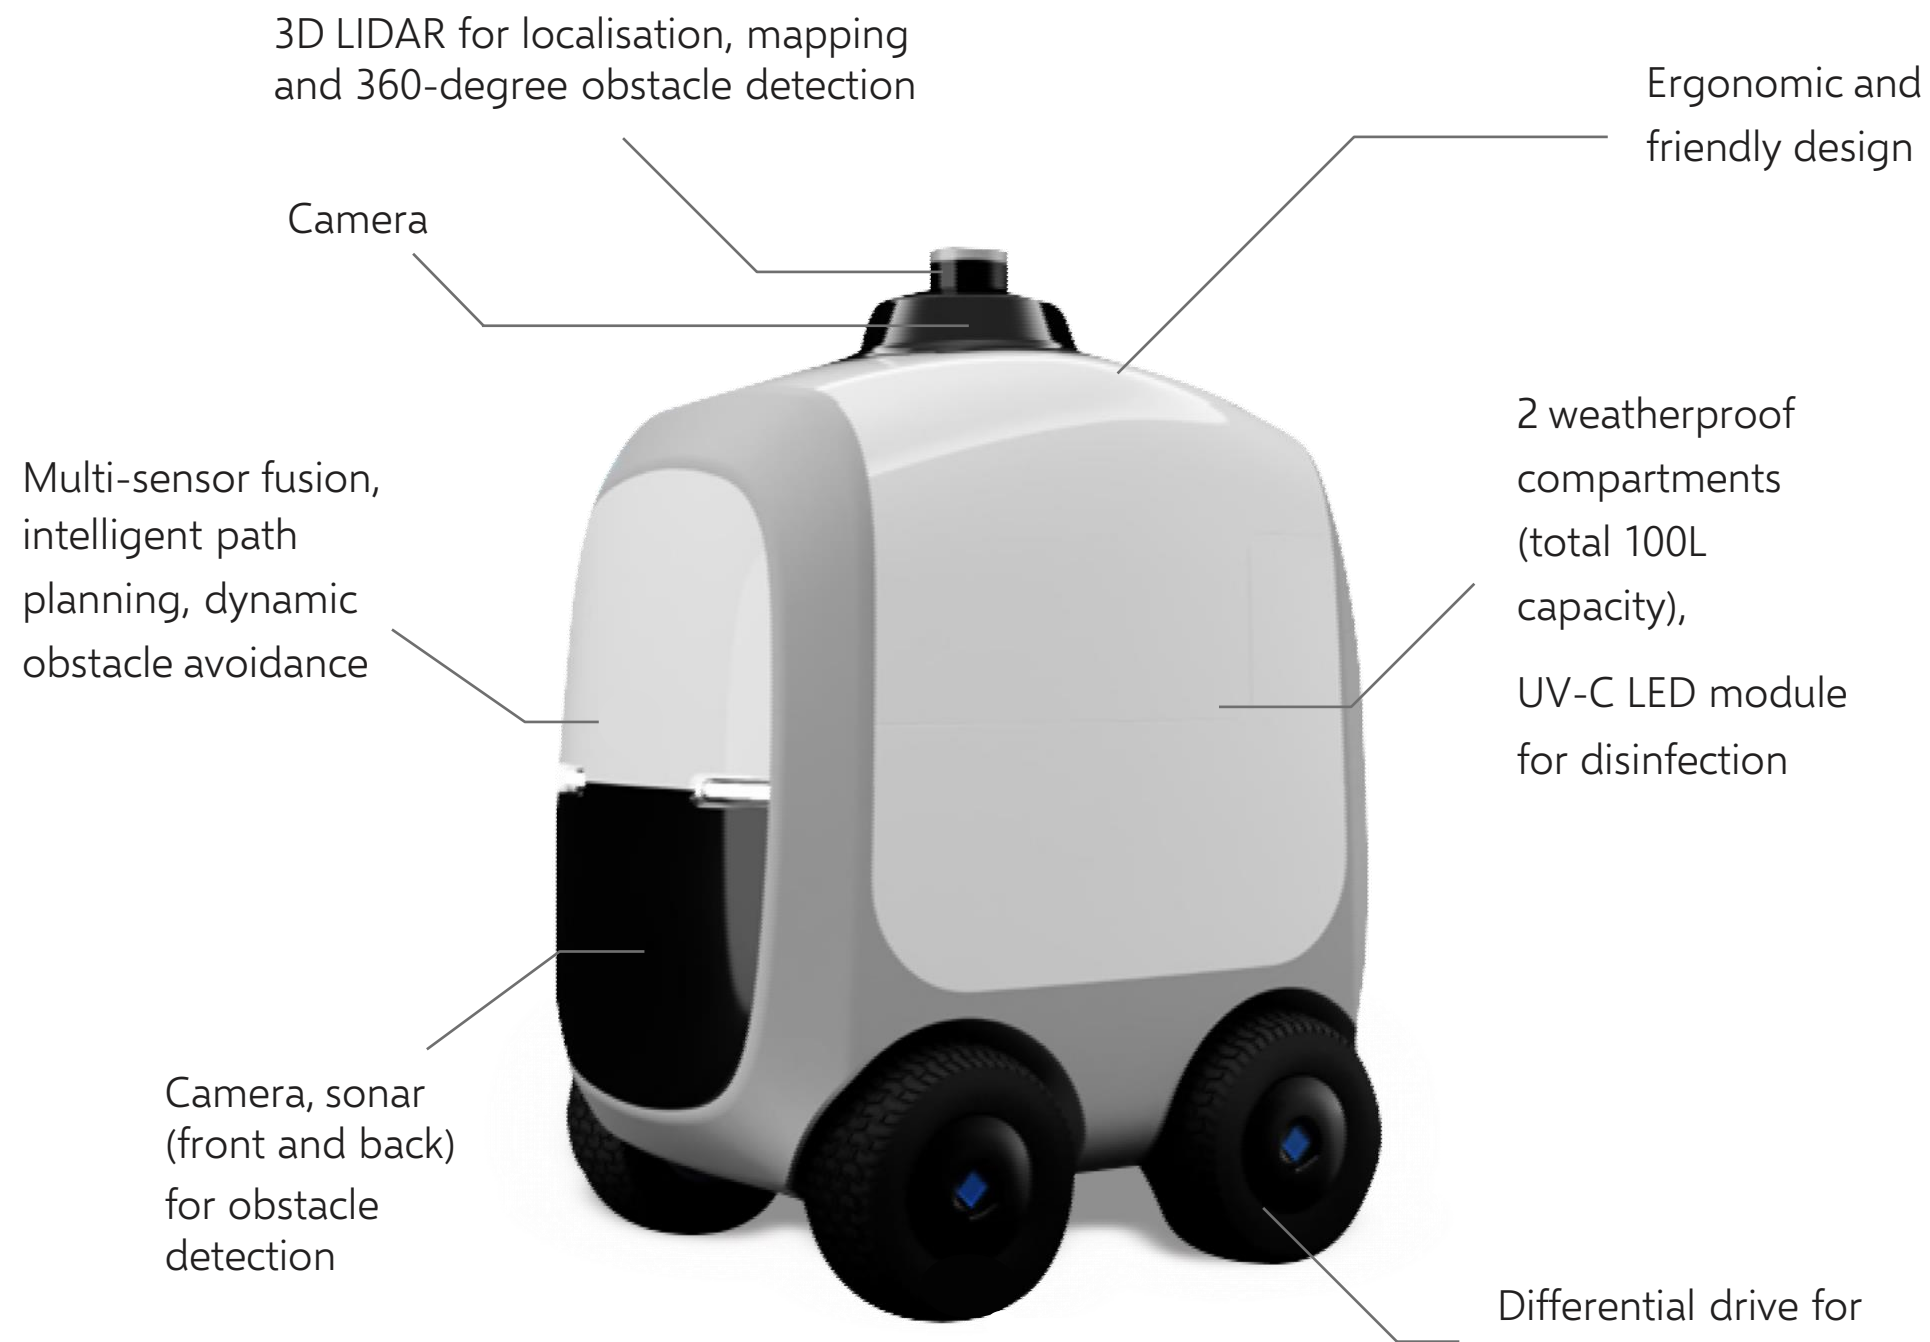 3D LIDAR for localisation, mapping
and 360-degree obstacle detection
Ergonomic and
friendly design
Camera
2 weatherproof
compartments
(total 100L
capacity),
UV-C LED module
for disinfection
Multi-sensor fusion,
intelligent path
planning, dynamic
obstacle avoidance
Camera, sonar
(front and back)
for obstacle
detection
Differential drive for